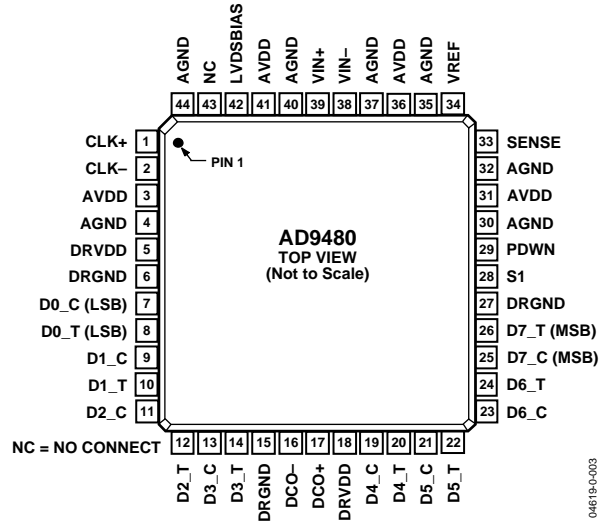 AGND
NC
LVDSBIAS
AVDD
AGND
VIN+
VIN–
AGND
AVDD
AGND
VREF
44 43 42 41 40 39 38 37 36 35 34
CLK+ 1
CLK– 2
AVDD 3
AGND 4
DRVDD 5
DRGND 6
D0_C (LSB) 7
D0_T (LSB) 8
D1_C 9
D1_T 10
D2_C 11
PIN 1
AD9480
TOP VIEW
(Not to Scale)
33 SENSE
32 AGND
31 AVDD
30 AGND
29 PDWN
28 S1
27 DRGND
26 D7_T (MSB)
25 D7_C (MSB)
24 D6_T
23 D6_C
NC = NO CONNECT
12 13 14 15 16 17 18 19 20 21 22
D2_T
D3_C
D3_T
DRGND
DCO–
DCO+
DRVDD
D4_C
D4_T
D5_C
D5_T
04619-0-003